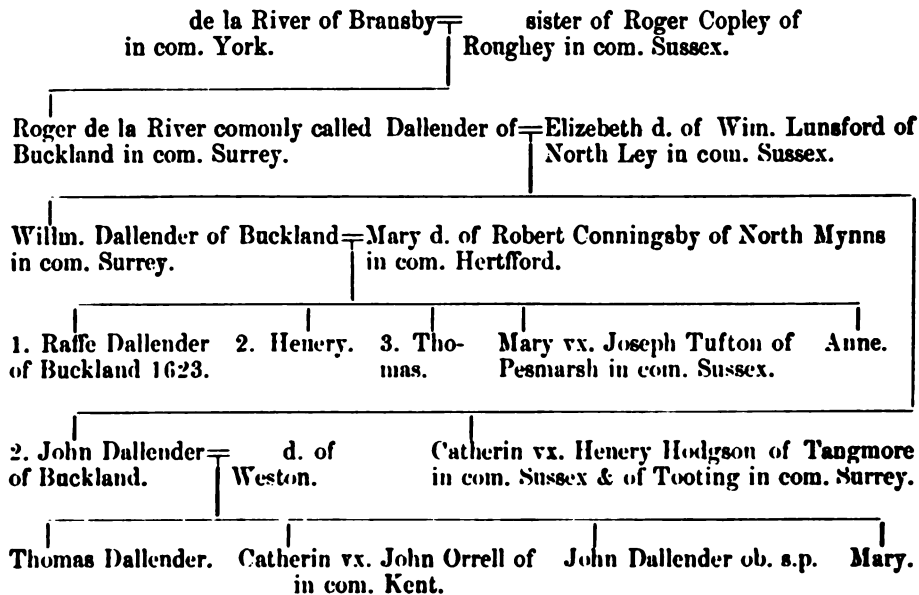 de la River of Bransby = sister of Roger Copley of
in com. York. Roughey in com. Sussex.
Roger de la River comonly called Dallender of = Elizebeth d. of Wim. Lunsford of
Buckland in com. Surrey. North Ley in com. Sussex.
Willm. Dallender of Buckland = Mary d. of Robert Conningsby of North Mynns
in com. Surrey. in com. Hertfford.
1. Raffe Dallender 2. Henery. 3. Tho- Mary vx. Joseph Tufton of Anne.
of Buckland 1623. mas. Pesmarsh in com. Sussex.
2. John Dallender = d. of Catherin vx. Henery Hodgson of Tangmore
of Buckland. Weston. in com. Sussex & of Tooting in com. Surrey.
Thomas Dallender. Catherin vx. John Orrell of John Dallender ob. s.p. Mary.
in com. Kent.